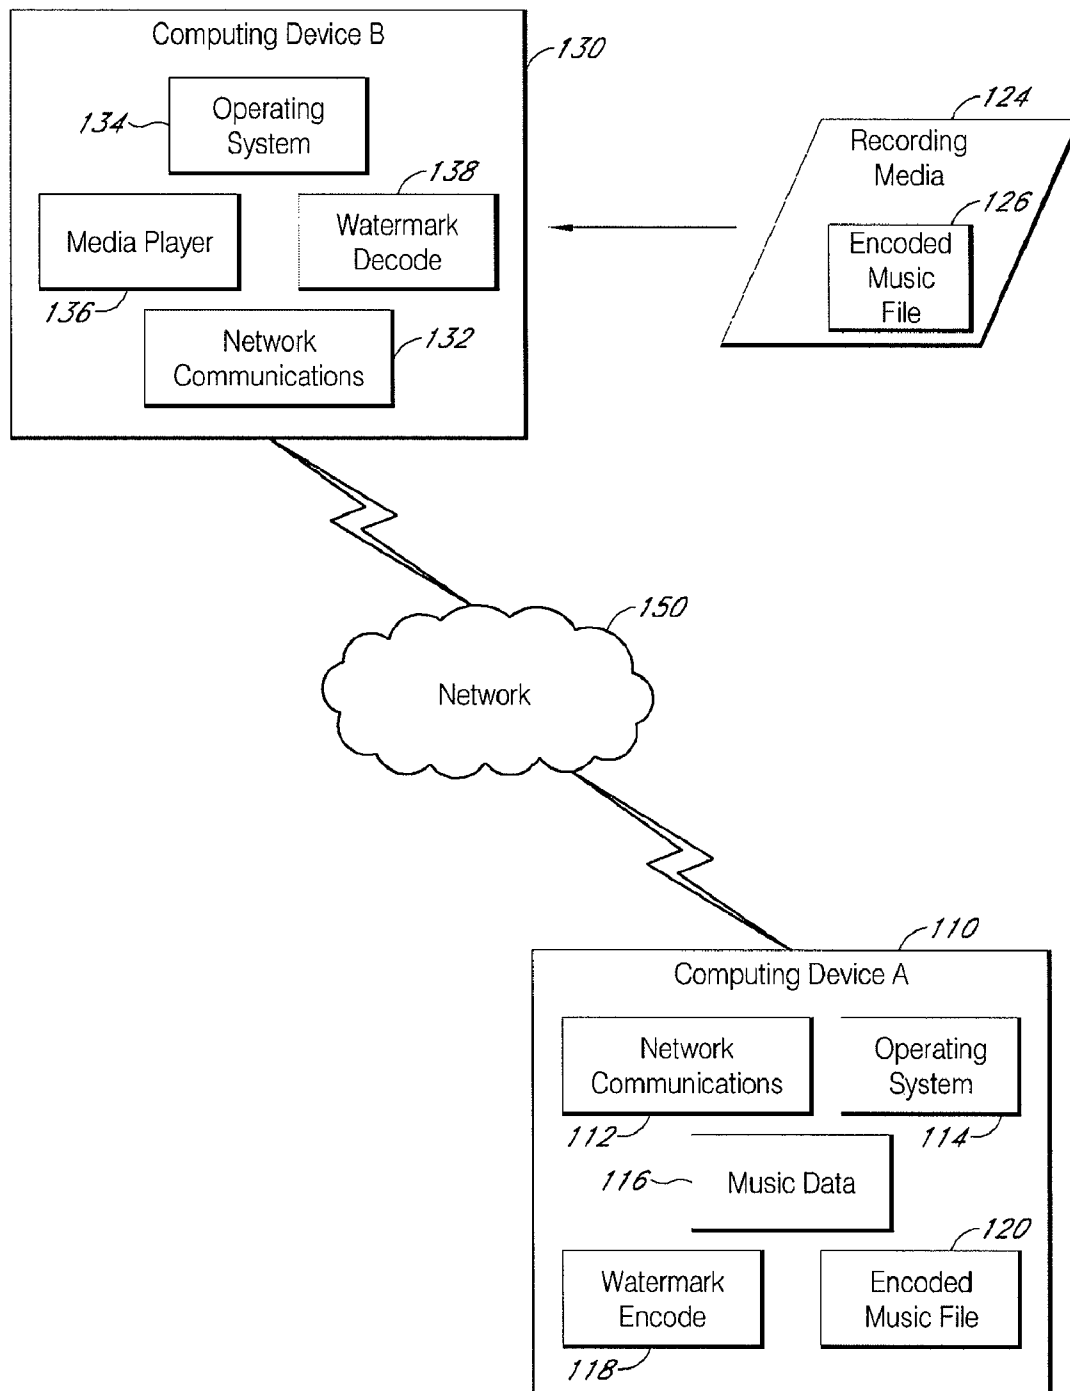 Computing Device B
130
134
Operating
System
138
Media Player
Watermark
Decode
136
Network
Communications
132
124
Recording
Media
126
Encoded
Music
File
150
Network
110
Computing Device A
Network
Communications
Operating
System
112
114
116
Music Data
120
Watermark
Encode
Encoded
Music File
118